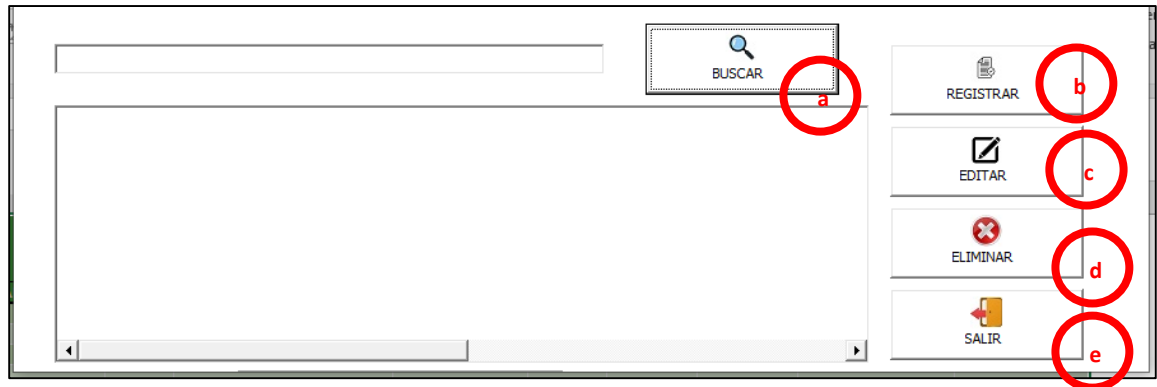 BUSCAR
a
REGISTRAR
b
EDITAR
c
ELIMINAR
d
SALIR
e